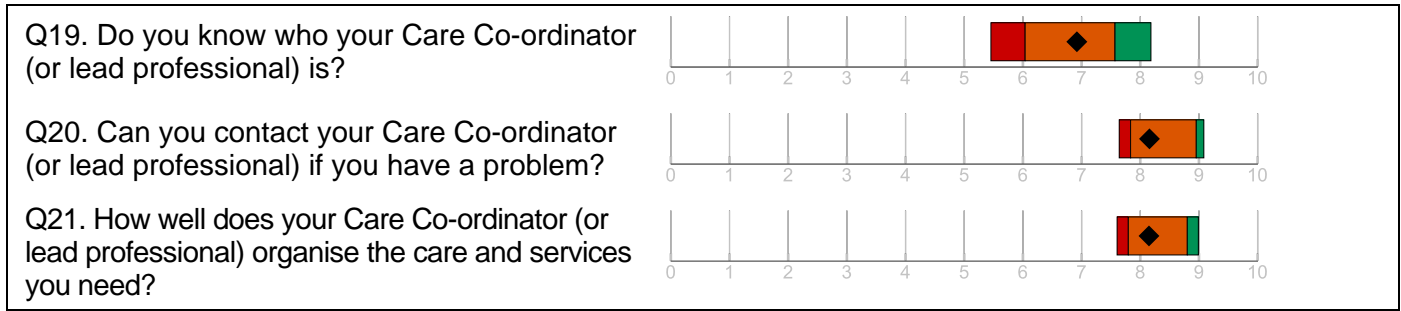 Q19. Do you know who your Care Co-ordinator
(or lead professional) is?
0 1 2 3 4 5 6 7 8 9 10
Q20. Can you contact your Care Co-ordinator
(or lead professional) if you have a problem?
0 1 2 3 4 5 6 7 8 9 10
Q21. How well does your Care Co-ordinator (or
lead professional) organise the care and services
you need?
0 1 2 3 4 5 6 7 8 9 10